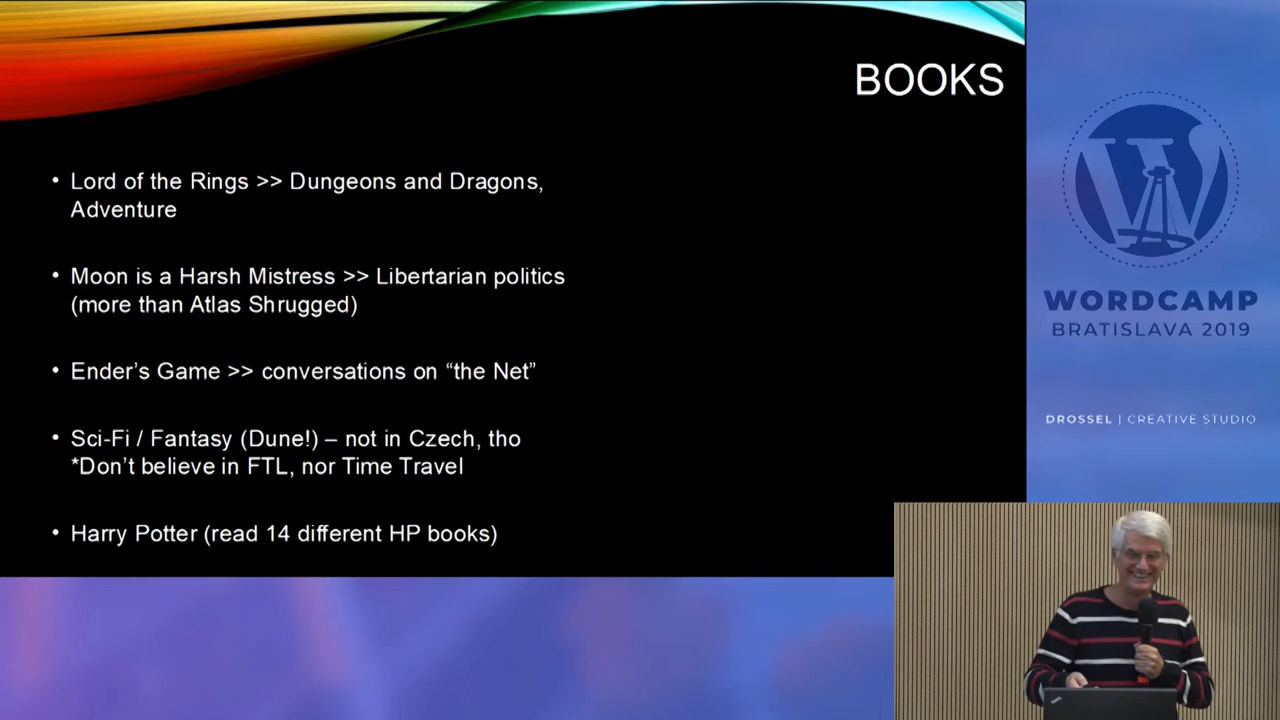 BOOKS
• Lord of the Rings >> Dungeons and Dragons,
Adventure
• Moon is a Harsh Mistress >> Libertarian politics
(more than Atlas Shrugged)
• Ender’s Game >> conversations on “the Net”
• Sci-Fi / Fantasy (Dune!) – not in Czech, tho
*Don’t believe in FTL, nor Time Travel
• Harry Potter (read 14 different HP books)
WORDCAMP
BRATISLAVA 2019
DROSSEL | CREATIVE STUDIO